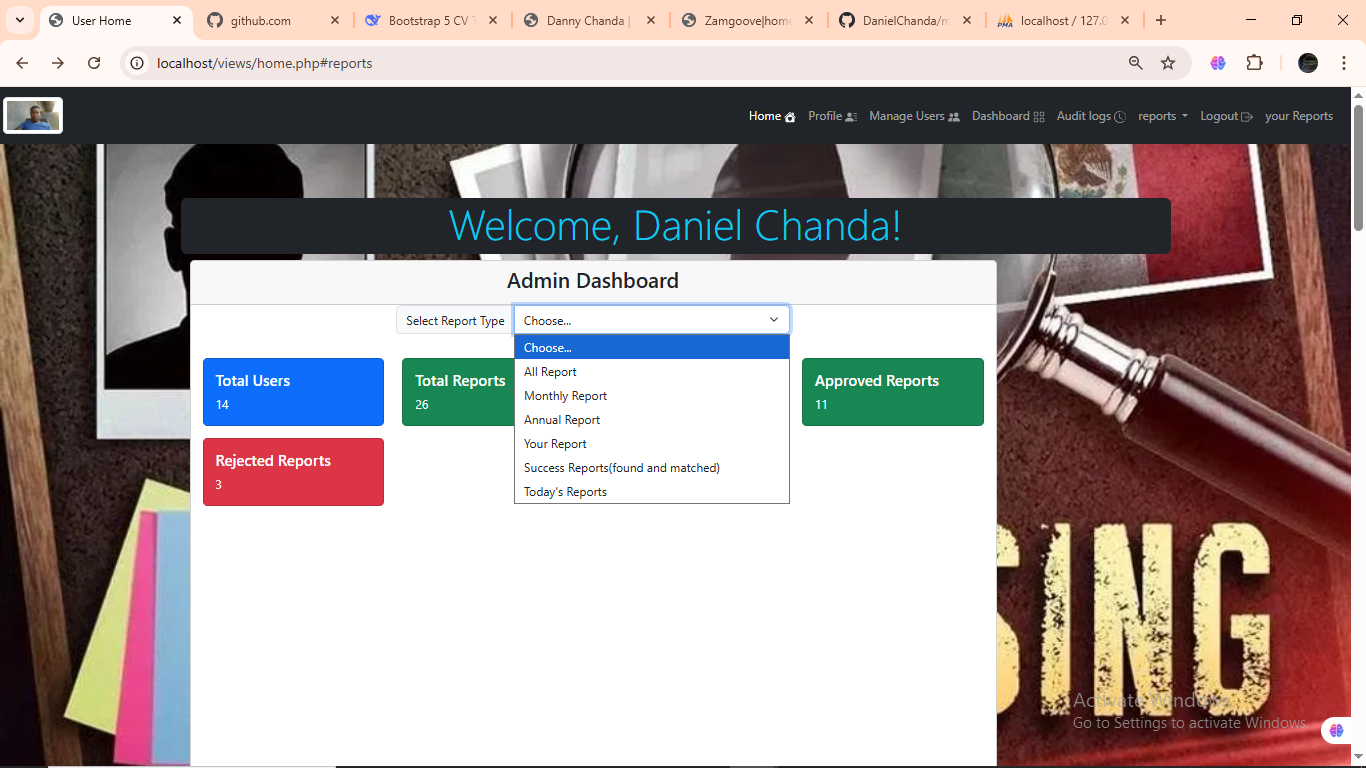 User Home
github.com
Bootstrap 5 CV T
Danny Chanda |
Zamgoove|home
DanielChanda/m
localhost / 127.0
localhost/views/home.php#reports
Home
Profile
Manage Users
Dashboard
Audit logs
reports
Logout
your Reports
Welcome, Daniel Chanda!
Admin Dashboard
Select Report Type
Choose...
Choose...
All Report
Monthly Report
Annual Report
Your Report
Success Reports(found and matched)
Today's Reports
Total Users
14
Total Reports
26
Approved Reports
11
Rejected Reports
3
SING
Activate Windows
Go to Settings to activate Windows.